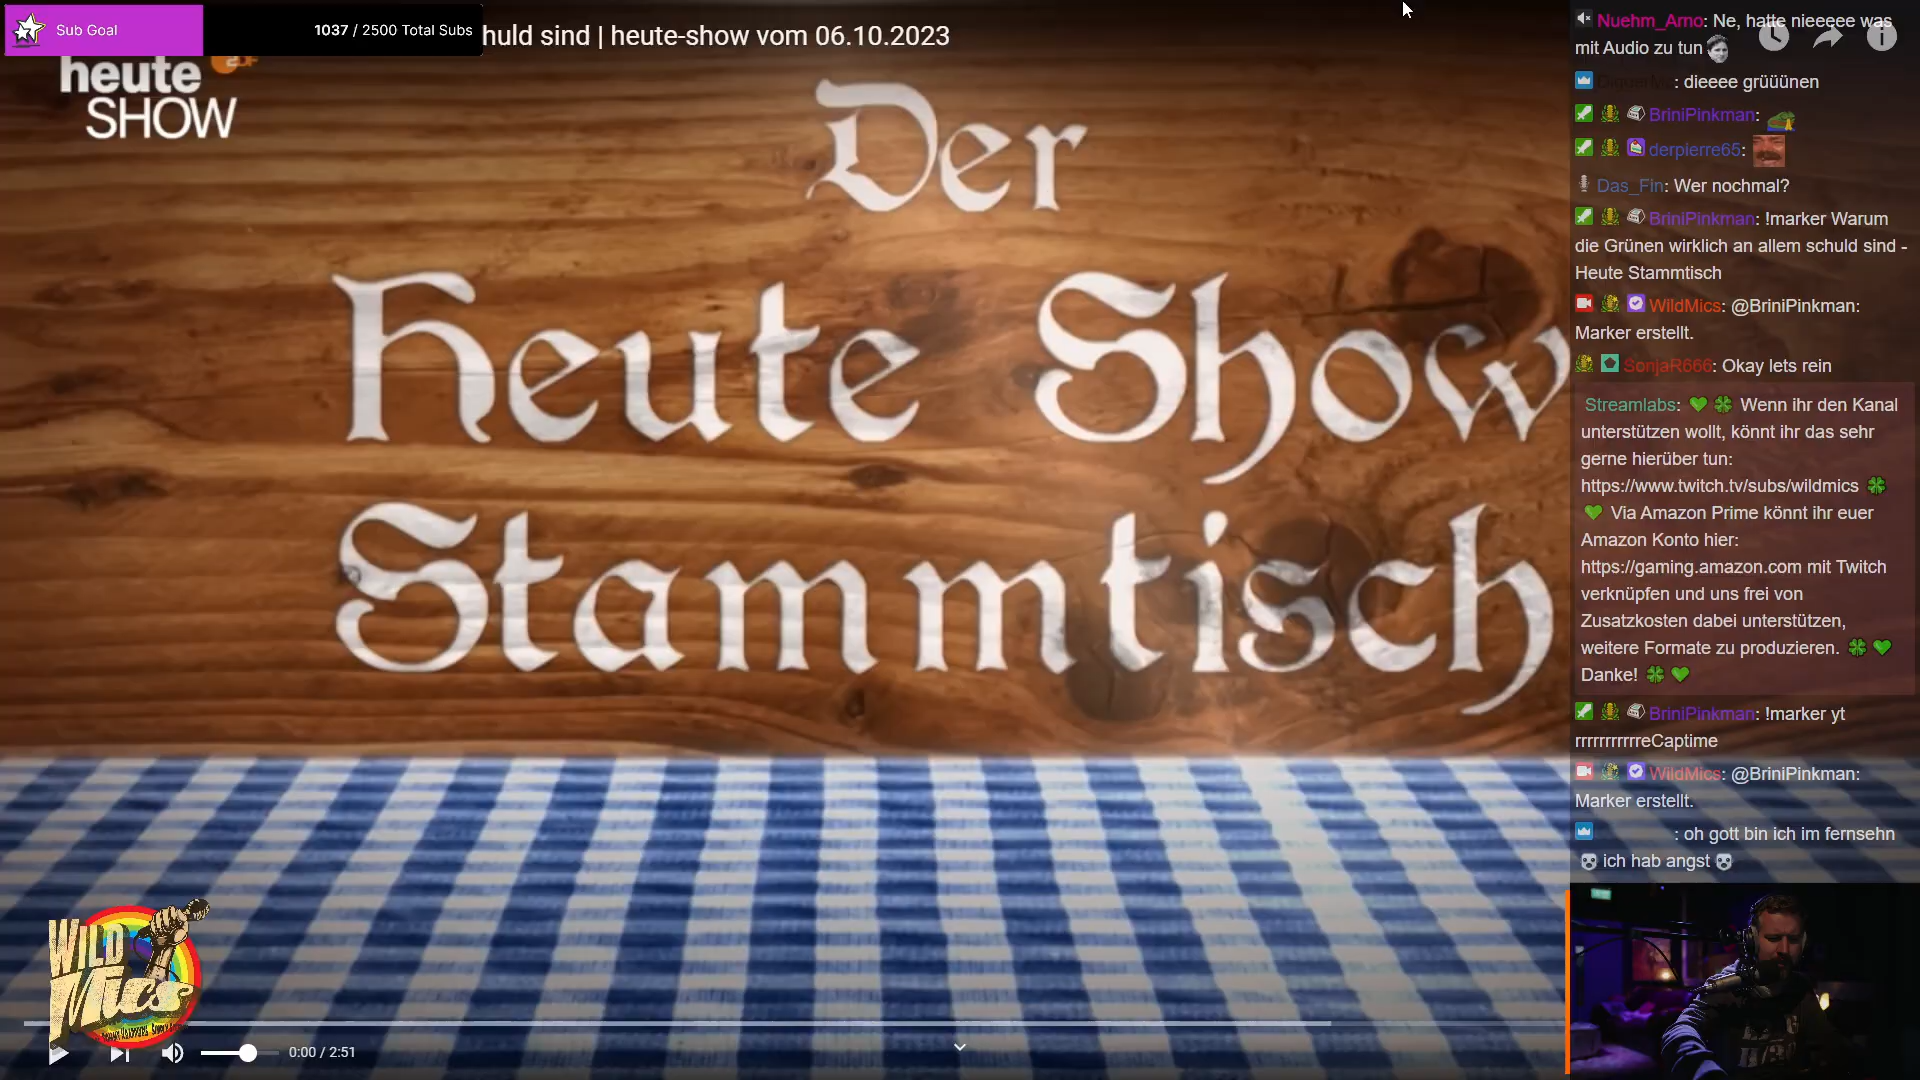 Sub Goal
1037 / 2500 Total Subs
huld sind | heute-show vom 06.10.2023
heute
SHOW
Der
Heute Show
Stammtisch
WILD
Mics
0:00 / 2:51
Nuehm_Arno: Ne, hatte nieeeee was
mit Audio zu tun
: dieeee grüüünen
BriniPinkman:
derpierre65:
Das_Fin: Wer nochmal?
BriniPinkman: !marker Warum
die Grünen wirklich an allem schuld sind -
Heute Stammtisch
WildMics: @BriniPinkman:
Marker erstellt.
SonjaR666: Okay lets rein
Streamlabs: 💚 🍀 Wenn ihr den Kanal
unterstützen wollt, könnt ihr das sehr
gerne hierüber tun:
https://www.twitch.tv/subs/wildmics 🍀
💚 Via Amazon Prime könnt ihr euer
Amazon Konto hier:
https://gaming.amazon.com mit Twitch
verknüpfen und uns frei von
Zusatzkosten dabei unterstützen,
weitere Formate zu produzieren. 🍀 💚
Danke! 🍀 💚
BriniPinkman: !marker yt
rrrrrrrrrrreCaptime
WildMics: @BriniPinkman:
Marker erstellt.
: oh gott bin ich im fernsehn
💀 ich hab angst 💀